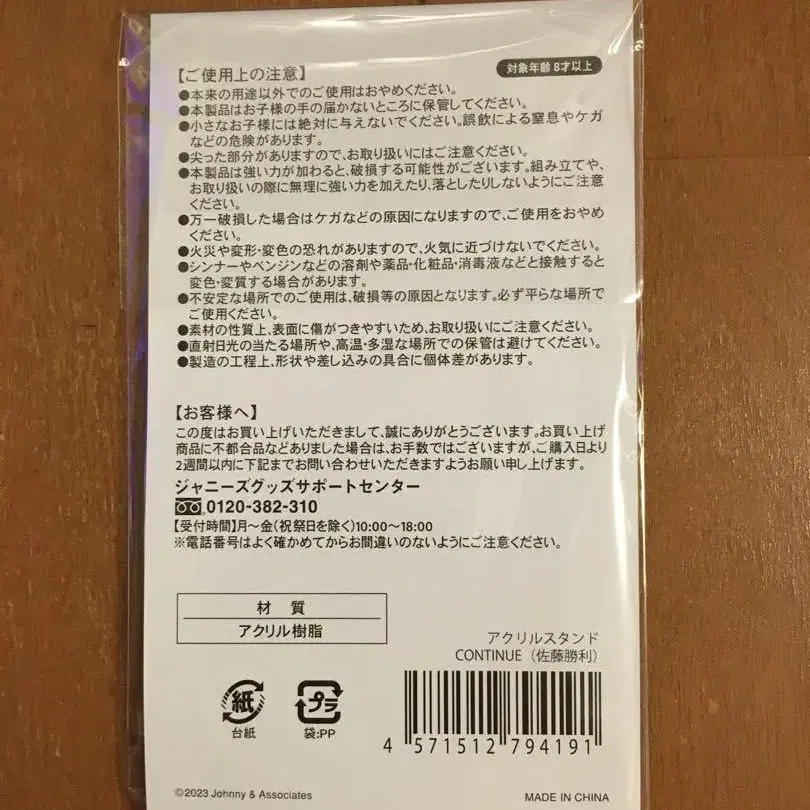 【ご使用上の注意】
対象年齢 8才以上
●本来の用途以外でのご使用はおやめください。
●本製品はお子様の手の届かないところに保管してください。
●小さなお子様には絶対に与えないでください。誤飲による窒息やケガ
などの危険があります。
●尖った部分がありますので、お取り扱いにはご注意ください。
●本製品は強い力が加わると、破損する可能性がございます。組み立てや、
お取り扱いの際に無理に強い力を加えたり、落としたりしないようにご注意
ください。
●万一破損した場合はケガなどの原因になりますので、ご使用をおやめ
ください。
●火災や変形・変色の恐れがありますので、火気に近づけないでください。
●シンナーやベンジンなどの溶剤や薬品・化粧品・消毒液などと接触すると
変色・変質する場合があります。
●不安定な場所でのご使用は、破損等の原因となります。必ず平らな場所で
ご使用ください。
●素材の性質上、表面に傷がつきやすいため、お取り扱いにご注意ください。
●直射日光の当たる場所や、高温・多湿な場所での保管は避けてください。
●製造の工程上、形状や差し込みの具合に個体差があります。
【お客様へ】
この度はお買い上げいただきまして、誠にありがとうございます。お買い上げ
商品に不都合品などありました場合は、お手数ではございますが、ご購入日より
2週間以内に下記までお問い合わせいただきますようお願い申し上げます。
ジャニーズグッズサポートセンター
0120-382-310
【受付時間】月〜金(祝祭日を除く)10:00〜18:00
※電話番号はよく確かめてからお間違いのないようにご注意ください。
材 質
アクリル樹脂
アクリルスタンド
CONTINUE（佐藤勝利）
紙
台紙
プラ
袋:PP
4 571512 794191
©2023 Johnny & Associates
MADE IN CHINA